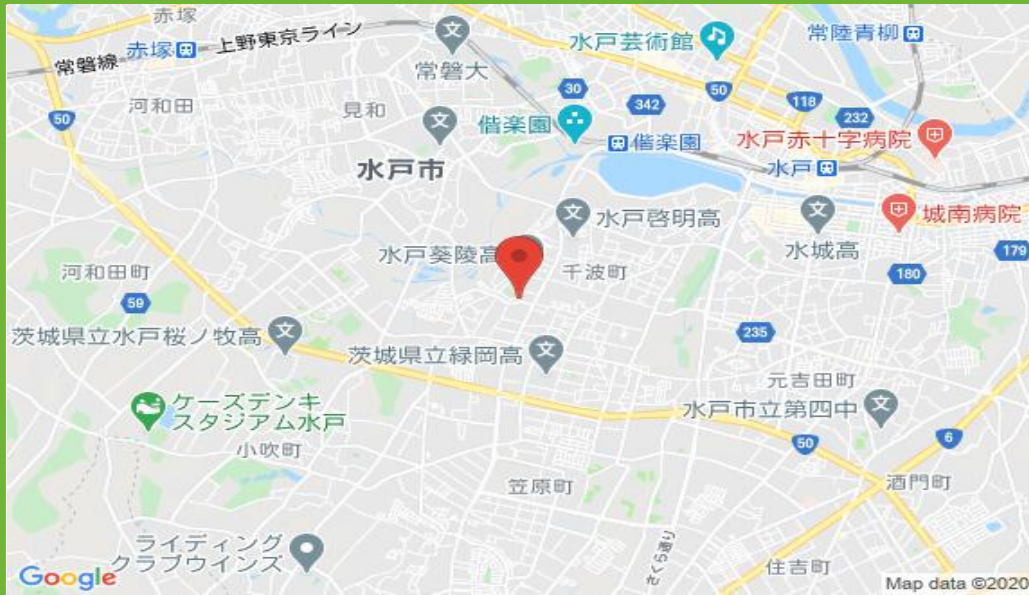 赤塚
赤塚
上野東京ライン
常磐線
常磐大
水戸芸術館
常陸青柳
50
河和田
見和
30
342
50
118
232
偕楽園
偕楽園
水戸赤十字病院
水戸市
水戸
水戸啓明高
水城高
城南病院
179
水戸葵陵高
千波町
河和田町
180
59
茨城県立水戸桜ノ牧高
茨城県立緑岡高
235
元吉田町
ケーズデンキ
スタジアム水戸
水戸市立第四中
小吹町
50
6
笠原町
酒門町
ライディング
クラブウインズ
さくら通り
住吉町
Google
Map data ©2020